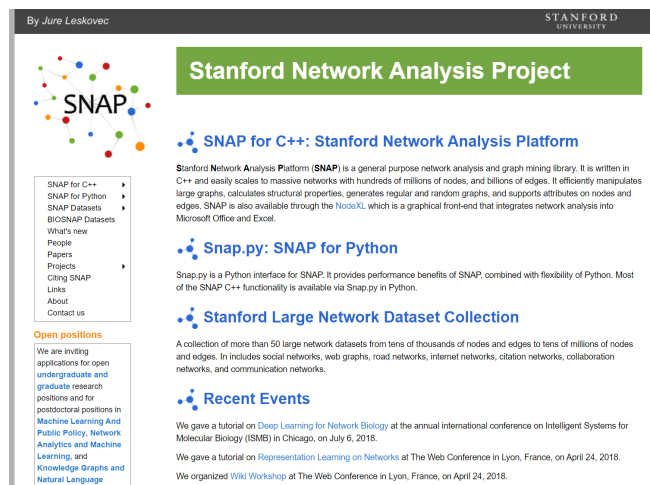 By Jure Leskovec
STANFORD
UNIVERSITY
SNAP
Stanford Network Analysis Project
SNAP for C++
SNAP for Python
SNAP Datasets
BIOSNAP Datasets
What's new
People
Papers
Projects
Citing SNAP
Links
About
Contact us
Open positions
We are inviting
applications for open
undergraduate and
graduate research
positions and for
postdoctoral positions in
Machine Learning And
Public Policy, Network
Analytics and Machine
Learning, and
Knowledge Graphs and
Natural Language
SNAP for C++: Stanford Network Analysis Platform
Stanford Network Analysis Platform (SNAP) is a general purpose network analysis and graph mining library. It is written in
C++ and easily scales to massive networks with hundreds of millions of nodes, and billions of edges. It efficiently manipulates
large graphs, calculates structural properties, generates regular and random graphs, and supports attributes on nodes and
edges. SNAP is also available through the NodeXL which is a graphical front-end that integrates network analysis into
Microsoft Office and Excel.
Snap.py: SNAP for Python
Snap.py is a Python interface for SNAP. It provides performance benefits of SNAP, combined with flexibility of Python. Most
of the SNAP C++ functionality is available via Snap.py in Python.
Stanford Large Network Dataset Collection
A collection of more than 50 large network datasets from tens of thousands of nodes and edges to tens of millions of nodes
and edges. In includes social networks, web graphs, road networks, internet networks, citation networks, collaboration
networks, and communication networks.
Recent Events
We gave a tutorial on Deep Learning for Network Biology at the annual international conference on Intelligent Systems for
Molecular Biology (ISMB) in Chicago, on July 6, 2018.
We gave a tutorial on Representation Learning on Networks at The Web Conference in Lyon, France, on April 24, 2018.
We organized Wiki Workshop at The Web Conference in Lyon, France, on April 24, 2018.